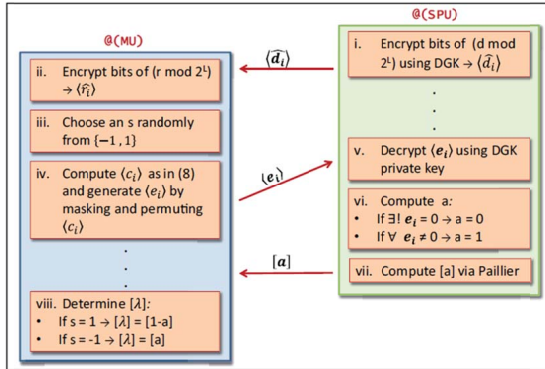 @(MU)
ii. Encrypt bits of (r mod 2ᴸ)
→ ⟨r̂ᵢ⟩
iii. Choose an s randomly
from {−1, 1}
iv. Compute ⟨cᵢ⟩ as in (8)
and generate ⟨eᵢ⟩ by
masking and permuting
⟨cᵢ⟩
viii. Determine [λ]:
• If s = 1 → [λ] = [1-a]
• If s = -1 → [λ] = [a]
⟨d̂ᵢ⟩
⟨eᵢ⟩
[a]
@(SPU)
i. Encrypt bits of (d mod
2ᴸ) using DGK → ⟨d̂ᵢ⟩
v. Decrypt ⟨eᵢ⟩ using DGK
private key
vi. Compute a:
• If ∃! eᵢ = 0 → a = 0
• If ∀ eᵢ ≠ 0 → a = 1
vii. Compute [a] via Paillier